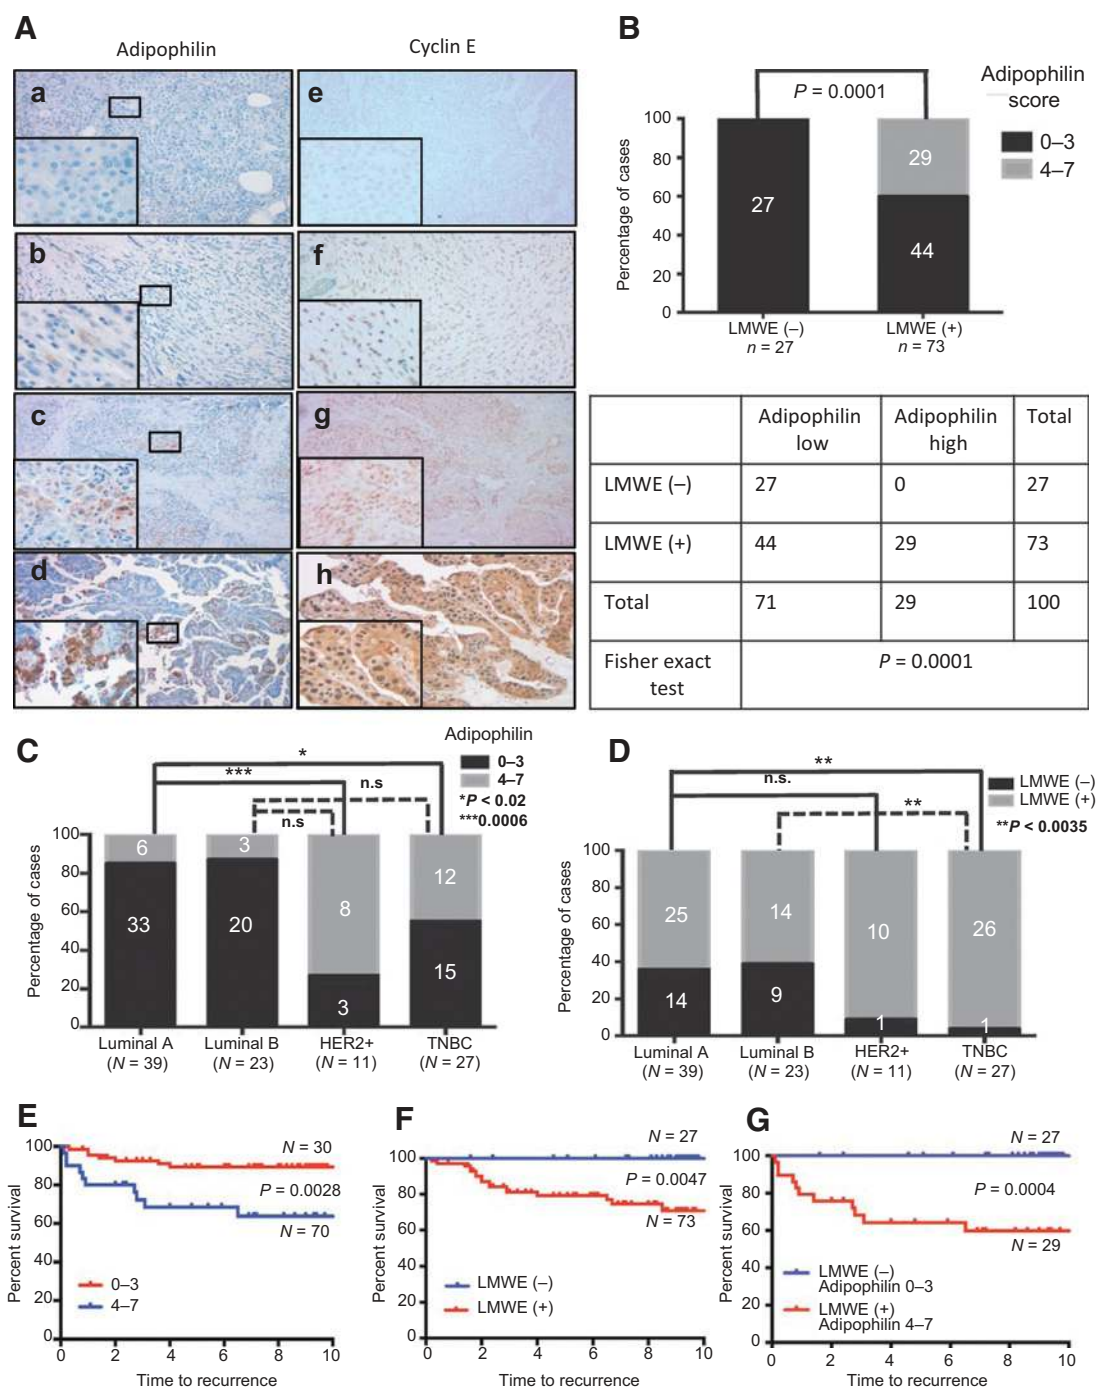 A
Adipophilin
Cyclin E
a
e
b
f
c
g
d
h
B
P = 0.0001
Adipophilin
score
0–3
4–7
Percentage of cases
100
80
60
40
20
0
27
29
44
LMWE (–)
n = 27
LMWE (+)
n = 73
Adipophilin low
Adipophilin high
Total
LMWE (–) 27 0 27
LMWE (+) 44 29 73
Total 71 29 100
Fisher exact test
P = 0.0001
C
Adipophilin
0–3
4–7
*P < 0.02
***0.0006
*
***
n.s
n.s
Percentage of cases
100
80
60
40
20
0
6
33
3
20
8
3
12
15
Luminal A
(N = 39)
Luminal B
(N = 23)
HER2+
(N = 11)
TNBC
(N = 27)
D
**
n.s.
**
LMWE (–)
LMWE (+)
**P < 0.0035
Percentage of cases
100
80
60
40
20
0
25
14
14
9
10
1
26
1
Luminal A
(N = 39)
Luminal B
(N = 23)
HER2+
(N = 11)
TNBC
(N = 27)
E
Percent survival
100
80
60
40
20
0
N = 30
P = 0.0028
N = 70
0–3
4–7
0 2 4 6 8 10
Time to recurrence
F
Percent survival
100
80
60
40
20
0
N = 27
P = 0.0047
N = 73
LMWE (–)
LMWE (+)
0 2 4 6 8 10
Time to recurrence
G
Percent survival
100
80
60
40
20
0
N = 27
P = 0.0004
N = 29
LMWE (–)
Adipophilin 0–3
LMWE (+)
Adipophilin 4–7
0 2 4 6 8 10
Time to recurrence